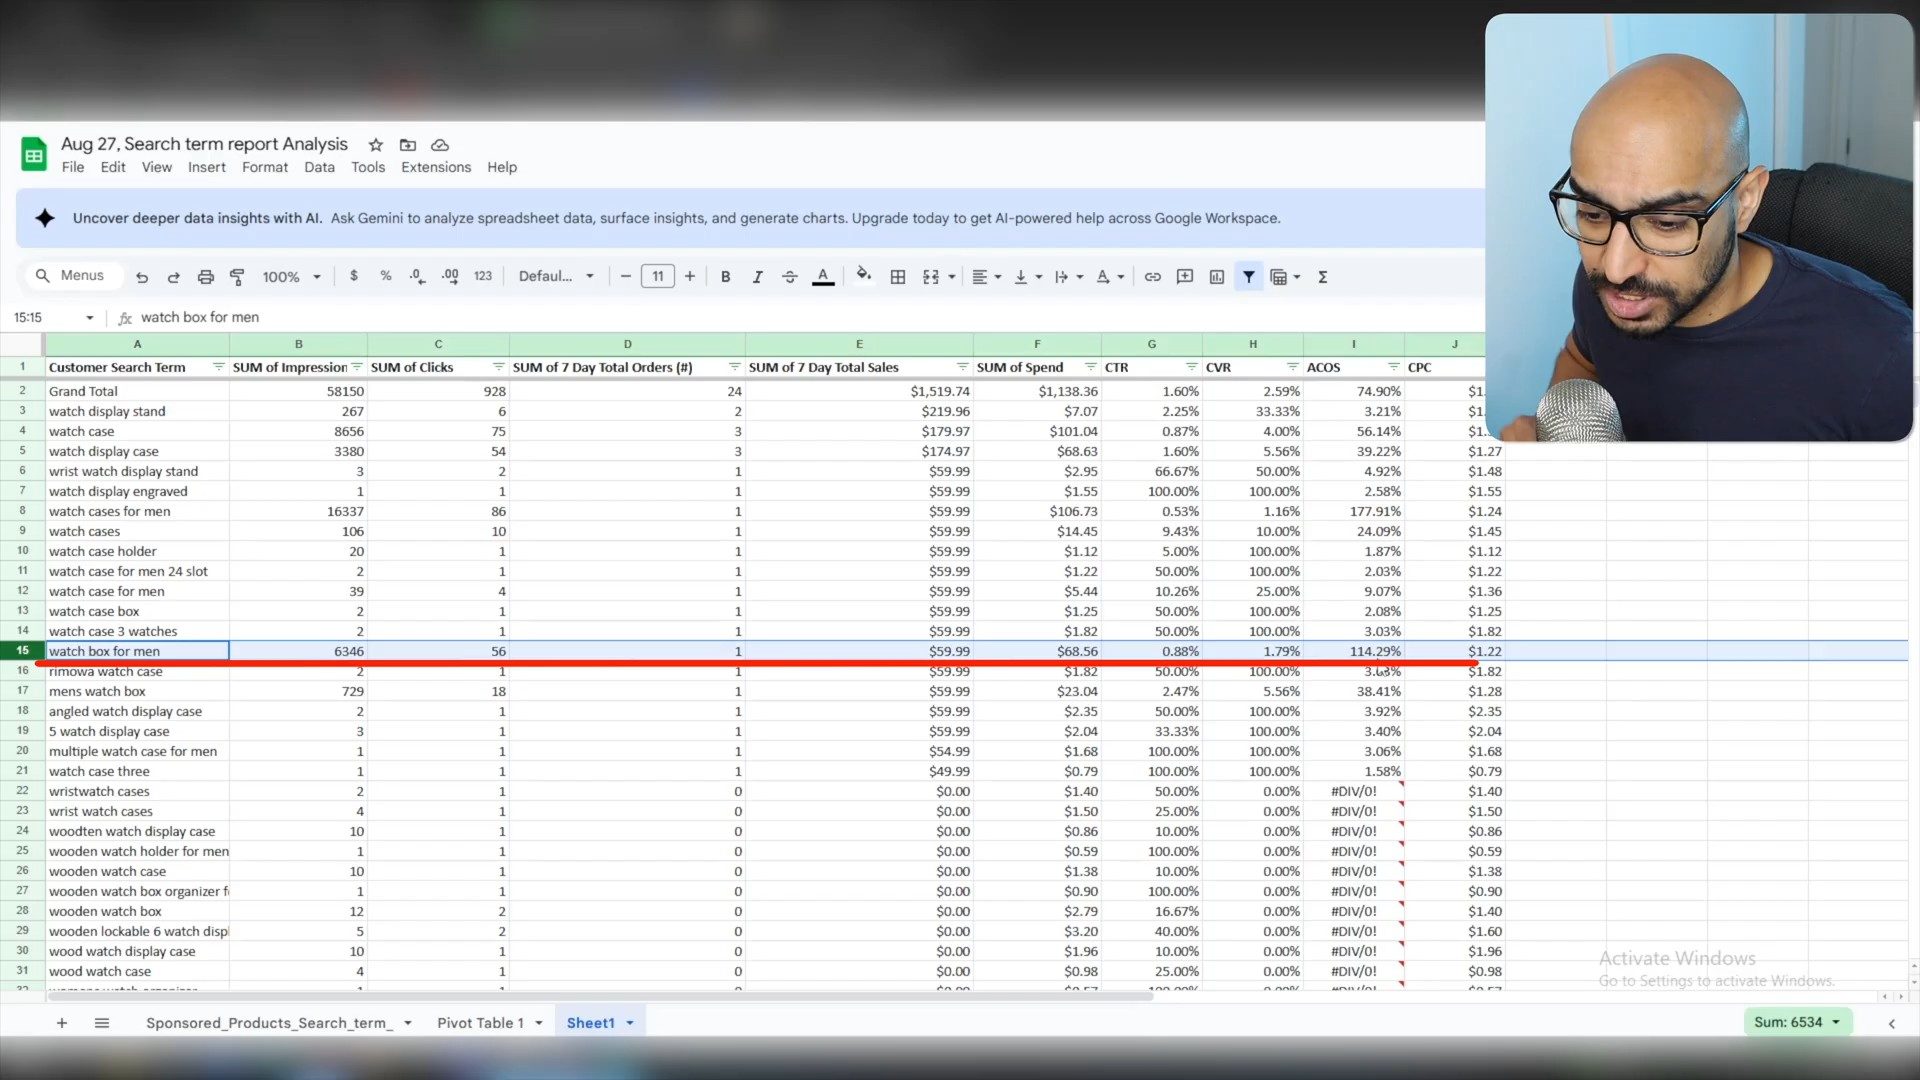 Aug 27, Search term report Analysis
File Edit View Insert Format Data Tools Extensions Help
Uncover deeper data insights with AI. Ask Gemini to analyze spreadsheet data, surface insights, and generate charts. Upgrade today to get AI-powered help across Google Workspace.
Menus 100% $ % .0 .00 123 Defaul... 11 B I A
15:15 fx watch box for men
A B C D E F G H I J
1 Customer Search Term SUM of Impression SUM of Clicks SUM of 7 Day Total Orders (#) SUM of 7 Day Total Sales SUM of Spend CTR CVR ACOS CPC
2 Grand Total 58150 928 24 $1,519.74 $1,138.36 1.60% 2.59% 74.90%
3 watch display stand 267 6 2 $219.96 $7.07 2.25% 33.33% 3.21%
4 watch case 8656 75 3 $179.97 $101.04 0.87% 4.00% 56.14%
5 watch display case 3380 54 3 $174.97 $68.63 1.60% 5.56% 39.22% $1.27
6 wrist watch display stand 3 2 1 $59.99 $2.95 66.67% 50.00% 4.92% $1.48
7 watch display engraved 1 1 1 $59.99 $1.55 100.00% 100.00% 2.58% $1.55
8 watch cases for men 16337 86 1 $59.99 $106.73 0.53% 1.16% 177.91% $1.24
9 watch cases 106 10 1 $59.99 $14.45 9.43% 10.00% 24.09% $1.45
10 watch case holder 20 1 1 $59.99 $1.12 5.00% 100.00% 1.87% $1.12
11 watch case for men 24 slot 2 1 1 $59.99 $1.22 50.00% 100.00% 2.03% $1.22
12 watch case for men 39 4 1 $59.99 $5.44 10.26% 25.00% 9.07% $1.36
13 watch case box 2 1 1 $59.99 $1.25 50.00% 100.00% 2.08% $1.25
14 watch case 3 watches 2 1 1 $59.99 $1.82 50.00% 100.00% 3.03% $1.82
15 watch box for men 6346 56 1 $59.99 $68.56 0.88% 1.79% 114.29% $1.22
16 rimowa watch case 2 1 1 $59.99 $1.82 50.00% 100.00% $1.82
17 mens watch box 729 18 1 $59.99 $23.04 2.47% 5.56% 38.41% $1.28
18 angled watch display case 2 1 1 $59.99 $2.35 50.00% 100.00% 3.92% $2.35
19 5 watch display case 3 1 1 $59.99 $2.04 33.33% 100.00% 3.40% $2.04
20 multiple watch case for men 1 1 1 $54.99 $1.68 100.00% 100.00% 3.06% $1.68
21 watch case three 1 1 1 $49.99 $0.79 100.00% 100.00% 1.58% $0.79
22 wristwatch cases 2 1 0 $0.00 $1.40 50.00% 0.00% #DIV/0! $1.40
23 wrist watch cases 4 1 0 $0.00 $1.50 25.00% 0.00% #DIV/0! $1.50
24 woodten watch display case 10 1 0 $0.00 $0.86 10.00% 0.00% #DIV/0! $0.86
25 wooden watch holder for men 1 1 0 $0.00 $0.59 100.00% 0.00% #DIV/0! $0.59
26 wooden watch case 10 1 0 $0.00 $1.38 10.00% 0.00% #DIV/0! $1.38
27 wooden watch box organizer f 1 1 0 $0.00 $0.90 100.00% 0.00% #DIV/0! $0.90
28 wooden watch box 12 2 0 $0.00 $2.79 16.67% 0.00% #DIV/0! $1.40
29 wooden lockable 6 watch displ 5 2 0 $0.00 $3.20 40.00% 0.00% #DIV/0! $1.60
30 wood watch display case 10 1 0 $0.00 $1.96 10.00% 0.00% #DIV/0! $1.96
31 wood watch case 4 1 0 $0.00 $0.98 25.00% 0.00% #DIV/0! $0.98
Activate Windows
Go to Settings to activate Windows.
Sponsored_Products_Search_term_ Pivot Table 1 Sheet1 Sum: 6534